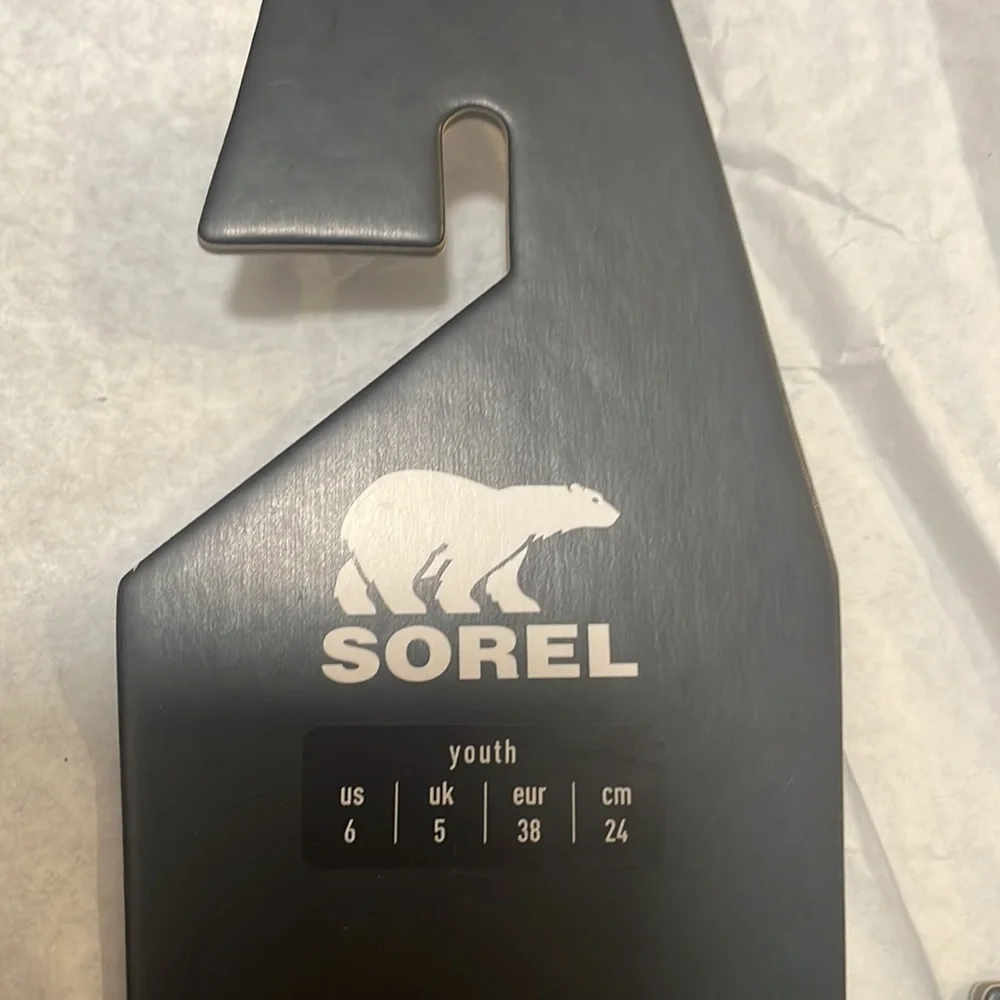 SOREL
youth
us | uk | eur | cm
6 | 5 | 38 | 24